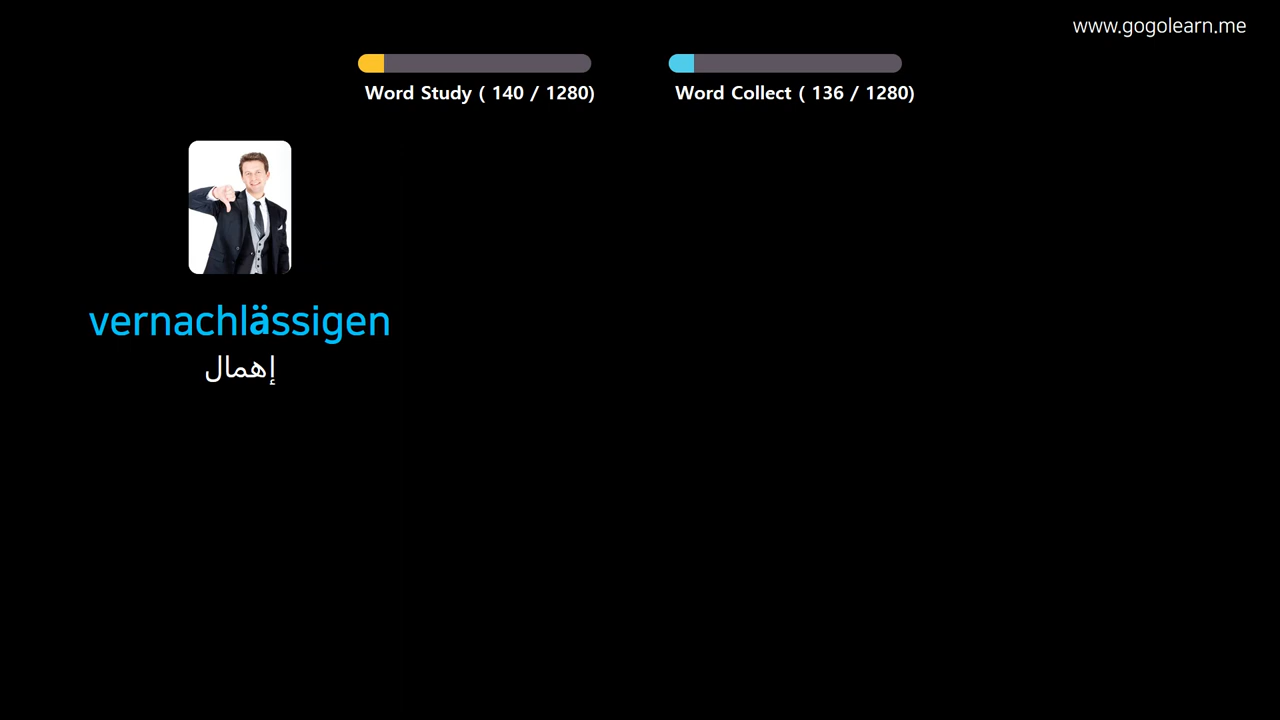 www.gogolearn.me
Word Study ( 140 / 1280)
Word Collect ( 136 / 1280)
vernachlässigen
إهمال